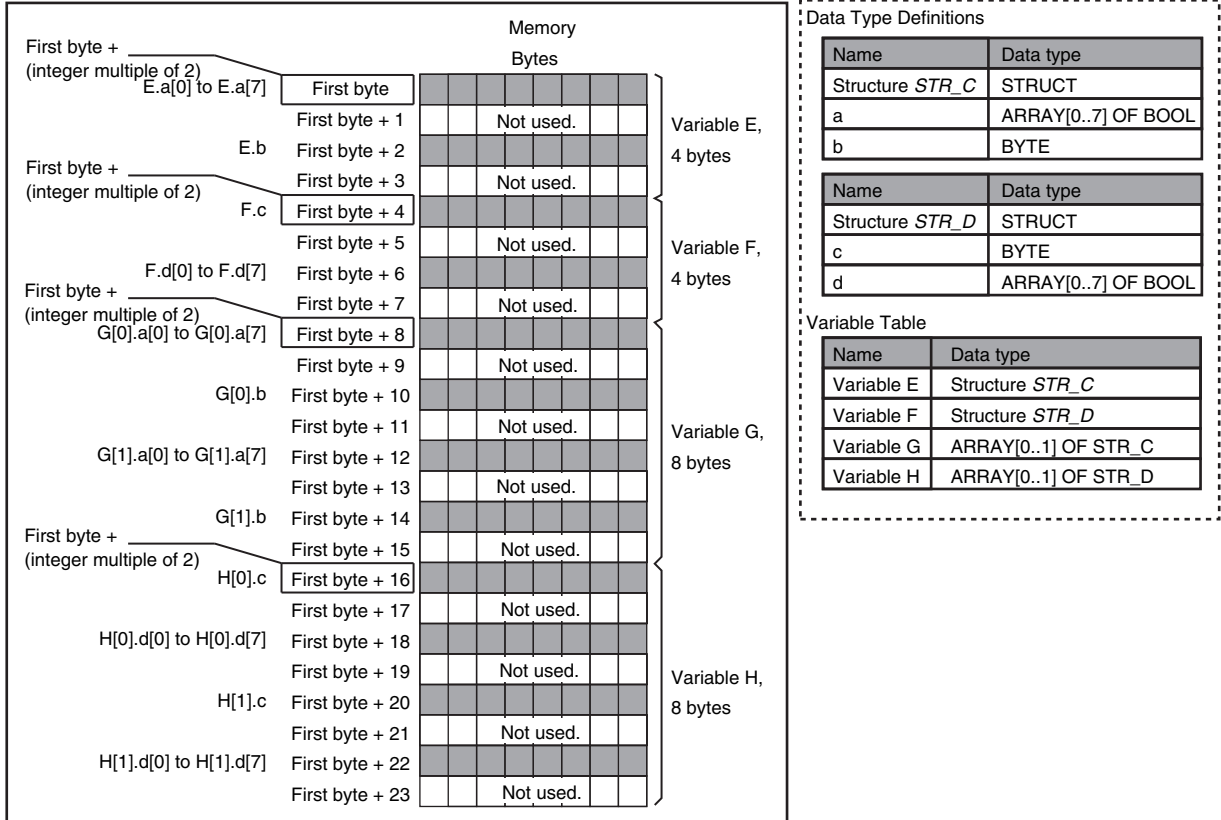 Memory
Bytes
First byte +
(integer multiple of 2)
E.a[0] to E.a[7]
First byte
First byte + 1
Not used.
E.b
First byte + 2
First byte + 3
Not used.
Variable E,
4 bytes
First byte +
(integer multiple of 2)
F.c
First byte + 4
First byte + 5
Not used.
F.d[0] to F.d[7]
First byte + 6
First byte + 7
Not used.
Variable F,
4 bytes
First byte +
(integer multiple of 2)
G[0].a[0] to G[0].a[7]
First byte + 8
First byte + 9
Not used.
G[0].b
First byte + 10
First byte + 11
Not used.
G[1].a[0] to G[1].a[7]
First byte + 12
First byte + 13
Not used.
G[1].b
First byte + 14
First byte + 15
Not used.
Variable G,
8 bytes
First byte +
(integer multiple of 2)
H[0].c
First byte + 16
First byte + 17
Not used.
H[0].d[0] to H[0].d[7]
First byte + 18
First byte + 19
Not used.
H[1].c
First byte + 20
First byte + 21
Not used.
H[1].d[0] to H[1].d[7]
First byte + 22
First byte + 23
Not used.
Variable H,
8 bytes
Data Type Definitions
Name Data type
Structure STR_C STRUCT
a ARRAY[0..7] OF BOOL
b BYTE
Name Data type
Structure STR_D STRUCT
c BYTE
d ARRAY[0..7] OF BOOL
Variable Table
Name Data type
Variable E Structure STR_C
Variable F Structure STR_D
Variable G ARRAY[0..1] OF STR_C
Variable H ARRAY[0..1] OF STR_D